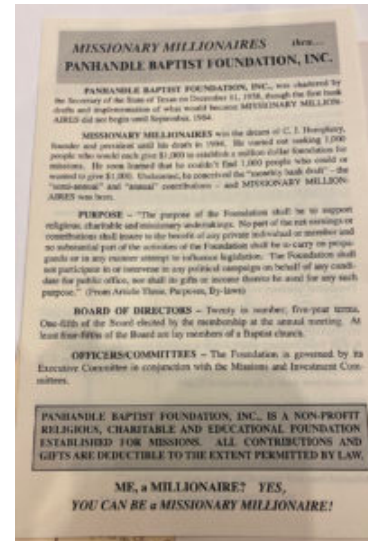 MISSIONARY MILLIONAIRES thru...
PANHANDLE BAPTIST FOUNDATION, INC.
PANHANDLE BAPTIST FOUNDATION, INC., was chartered by
the Secretary of the State of Texas on December 31, 1958, though the first bank
drafts and implementation of what would become MISSIONARY MILLION-
AIRES did not begin until September, 1964.
MISSIONARY MILLIONAIRES was the dream of C. J. Humphrey,
founder and president until his death in 1994. He started out seeking 1,000
people who would each give $1,000 to establish a million dollar foundation for
missions. He soon learned that he couldn't find 1,000 people who could or
wanted to give $1,000. Undaunted, he conceived the "monthly bank draft" – the
"semi-annual" and "annual" contributions – and MISSIONARY MILLION-
AIRES was born.
PURPOSE – "The purpose of the Foundation shall be to support
religious, charitable and missionary undertakings. No part of the net earnings or
contributions shall inure to the benefit of any private individual or member and
no substantial part of the activities of the Foundation shall be to carry on propa-
ganda or in any manner attempt to influence legislation. The Foundation shall
not participate in or intervene in any political campaign on behalf of any candi-
date for public office, nor shall its gifts or income thereto be used for any such
purpose." (From Article Three, Purposes, By-laws)
BOARD OF DIRECTORS – Twenty in number, five-year terms,
One-fifth of the Board elected by the membership at the annual meeting. At
least four-fifths of the Board are lay members of a Baptist church.
OFFICERS/COMMITTEES – The Foundation is governed by its
Executive Committee in conjunction with the Missions and Investment Com-
mittees.
PANHANDLE BAPTIST FOUNDATION, INC., IS A NON-PROFIT
RELIGIOUS, CHARITABLE AND EDUCATIONAL FOUNDATION
ESTABLISHED FOR MISSIONS. ALL CONTRIBUTIONS AND
GIFTS ARE DEDUCTIBLE TO THE EXTENT PERMITTED BY LAW.
ME, a MILLIONAIRE? YES,
YOU CAN BE a MISSIONARY MILLIONAIRE!